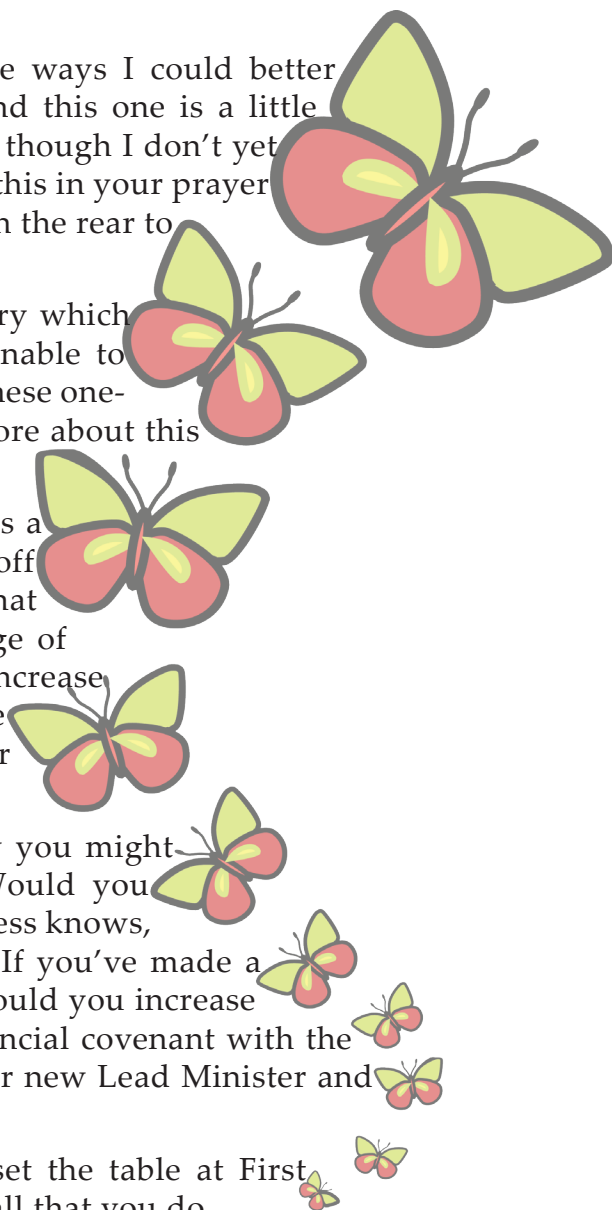 e ways I could better
nd this one is a little
though I don't yet
this in your prayer
n the rear to
ry which
nable to
hese one-
ore about this
s a
off
hat
ge of
ncrease
e
r
y you might
Would you
ess knows,
If you've made a
ould you increase
ncial covenant with the
r new Lead Minister and
set the table at First
all that you do